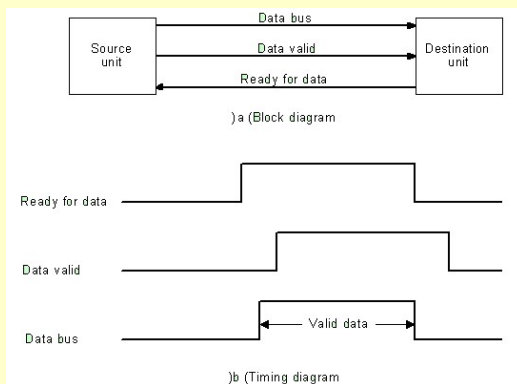 Data bus
Source
unit
Data valid
Destination
unit
Ready for data
)a (Block diagram
Ready for data
Data valid
Valid data
Data bus
)b (Timing diagram